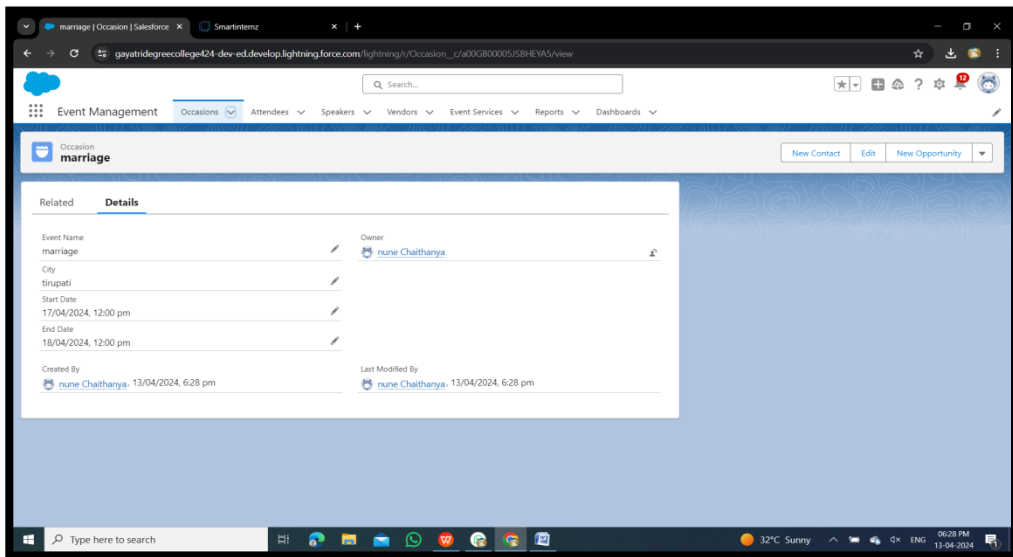 marriage | Occasion | Salesforce
Smartinternz
gayatridegreecollege424-dev-ed.develop.lightning.force.com/lightning/r/Occasion__c/a00GB00005JSBHEYA5/view
Search...
12
Event Management Occasions Attendees Speakers Vendors Event Services Reports Dashboards
Occasion
marriage
New Contact Edit New Opportunity
Related Details
Event Name
marriage
Owner
nune Chaithanya
City
tirupati
Start Date
17/04/2024, 12:00 pm
End Date
18/04/2024, 12:00 pm
Created By
nune Chaithanya, 13/04/2024, 6:28 pm
Last Modified By
nune Chaithanya, 13/04/2024, 6:28 pm
Type here to search
32°C Sunny
ENG
06:28 PM
13-04-2024